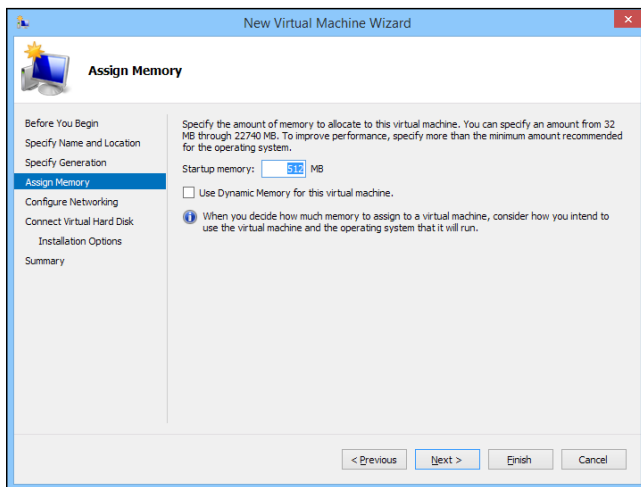 New Virtual Machine Wizard
Assign Memory
Before You Begin
Specify Name and Location
Specify Generation
Assign Memory
Configure Networking
Connect Virtual Hard Disk
Installation Options
Summary
Specify the amount of memory to allocate to this virtual machine. You can specify an amount from 32
MB through 22740 MB. To improve performance, specify more than the minimum amount recommended
for the operating system.
Startup memory: 512 MB
Use Dynamic Memory for this virtual machine.
When you decide how much memory to assign to a virtual machine, consider how you intend to
use the virtual machine and the operating system that it will run.
< Previous Next > Finish Cancel